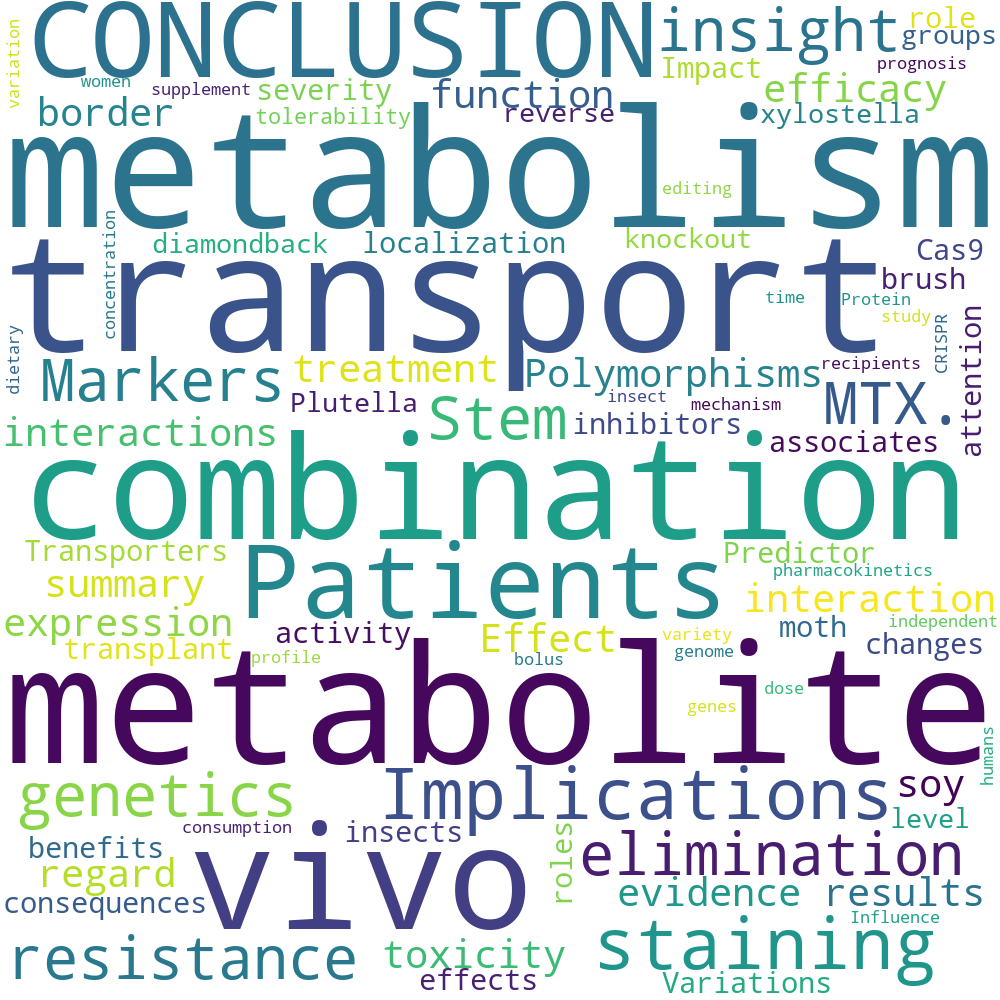 variation
CONCLUSION
insight
role
groups
women
supplement
severity
function
Impact
prognosis
efficacy
border
tolerability
reverse
xylostella
metabolism
editing
concentration
diamondback
localization
knockout
Cas9
brush
transport
time
Protein
study
dietary
CRISPR
attention
Markers
treatment
Polymorphisms
recipients
Plutella
insect
mechanism
MTX.
interactions
Stem
inhibitors
associates
combination
Transporters
Patients
Predictor
pharmacokinetics
summary
interaction
expression
activity
Effect
moth
independent
transplant
variety
genome
changes
profile
bolus
metabolite
dose
genes
humans
genetics
Implications
soy
consumption
insects
level
benefits
vivo
roles
elimination
regard
evidence
results
consequences
Influence
resistance
toxicity
staining
effects
Variations